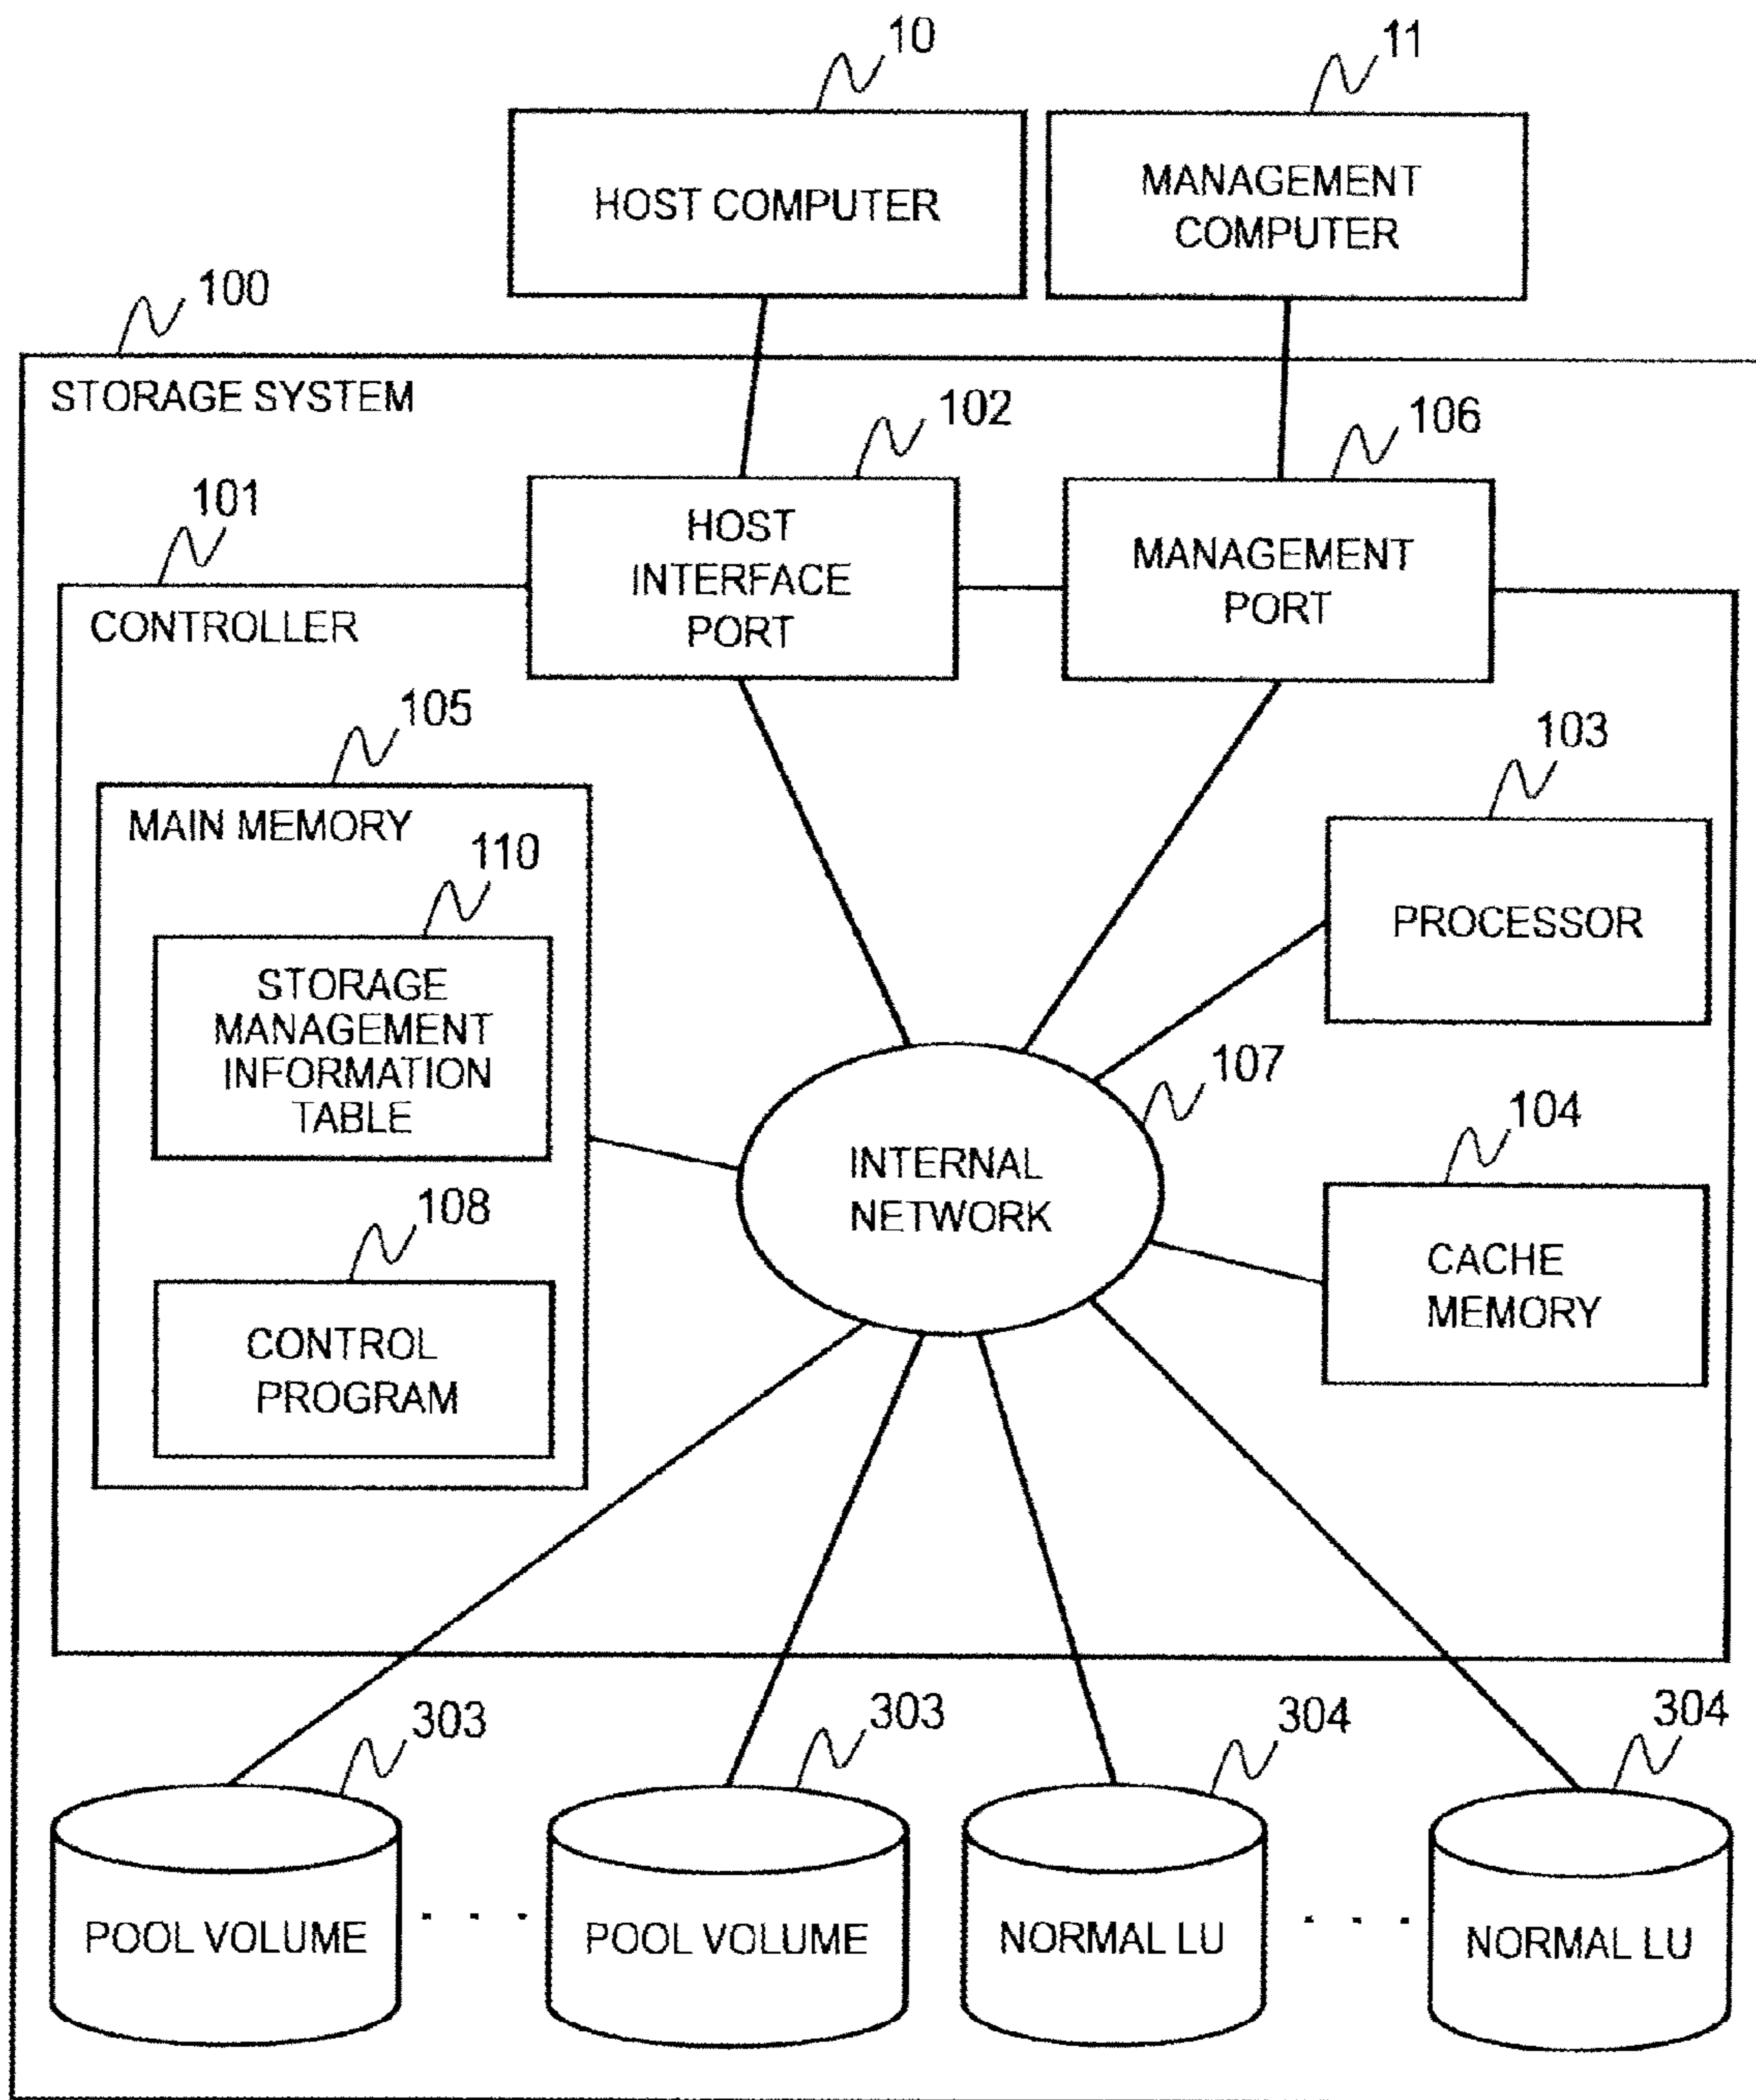 10
11
HOST COMPUTER
MANAGEMENT
COMPUTER
100
STORAGE SYSTEM
102
106
101
HOST
INTERFACE
PORT
MANAGEMENT
PORT
CONTROLLER
105
103
MAIN MEMORY
110
PROCESSOR
STORAGE
MANAGEMENT
INFORMATION
TABLE
107
104
INTERNAL
NETWORK
108
CACHE
MEMORY
CONTROL
PROGRAM
303
303
304
304
POOL VOLUME
. . .
POOL VOLUME
NORMAL LU
. . .
NORMAL LU